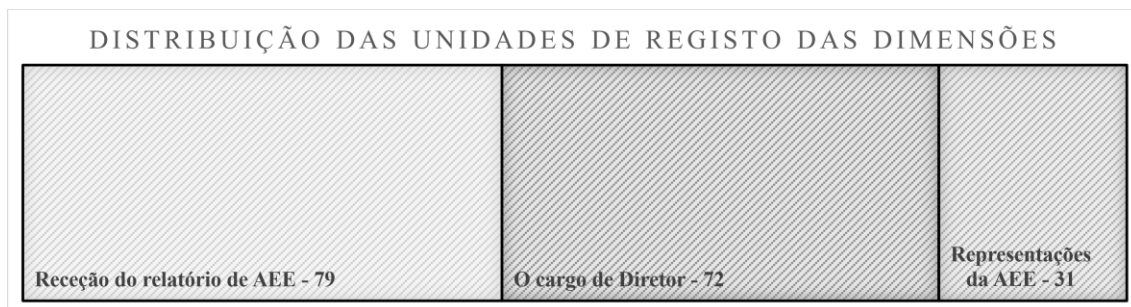 DISTRIBUIÇÃO DAS UNIDADES DE REGISTO DAS DIMENSÕES
Receção do relatório de AEE - 79
O cargo de Diretor - 72
Representações
da AEE - 31